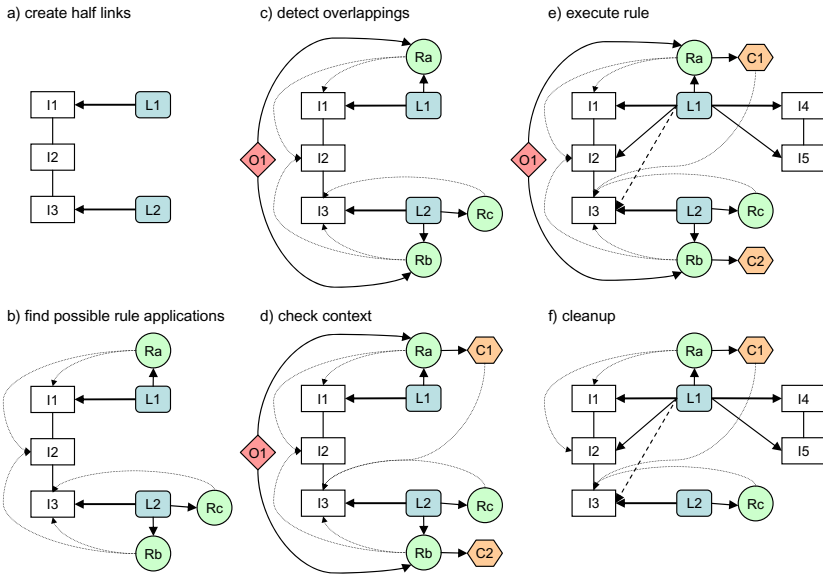 a) create half links
I1
L1
I2
I3
L2
b) find possible rule applications
Ra
I1
L1
I2
I3
L2
Rc
Rb
c) detect overlappings
Ra
I1
L1
O1
I2
I3
L2
Rc
Rb
d) check context
Ra
C1
I1
L1
O1
I2
I3
L2
Rc
Rb
C2
e) execute rule
Ra
C1
I1
L1
I4
O1
I2
I5
I3
L2
Rc
Rb
C2
f) cleanup
Ra
C1
I1
L1
I4
I2
I5
I3
L2
Rc